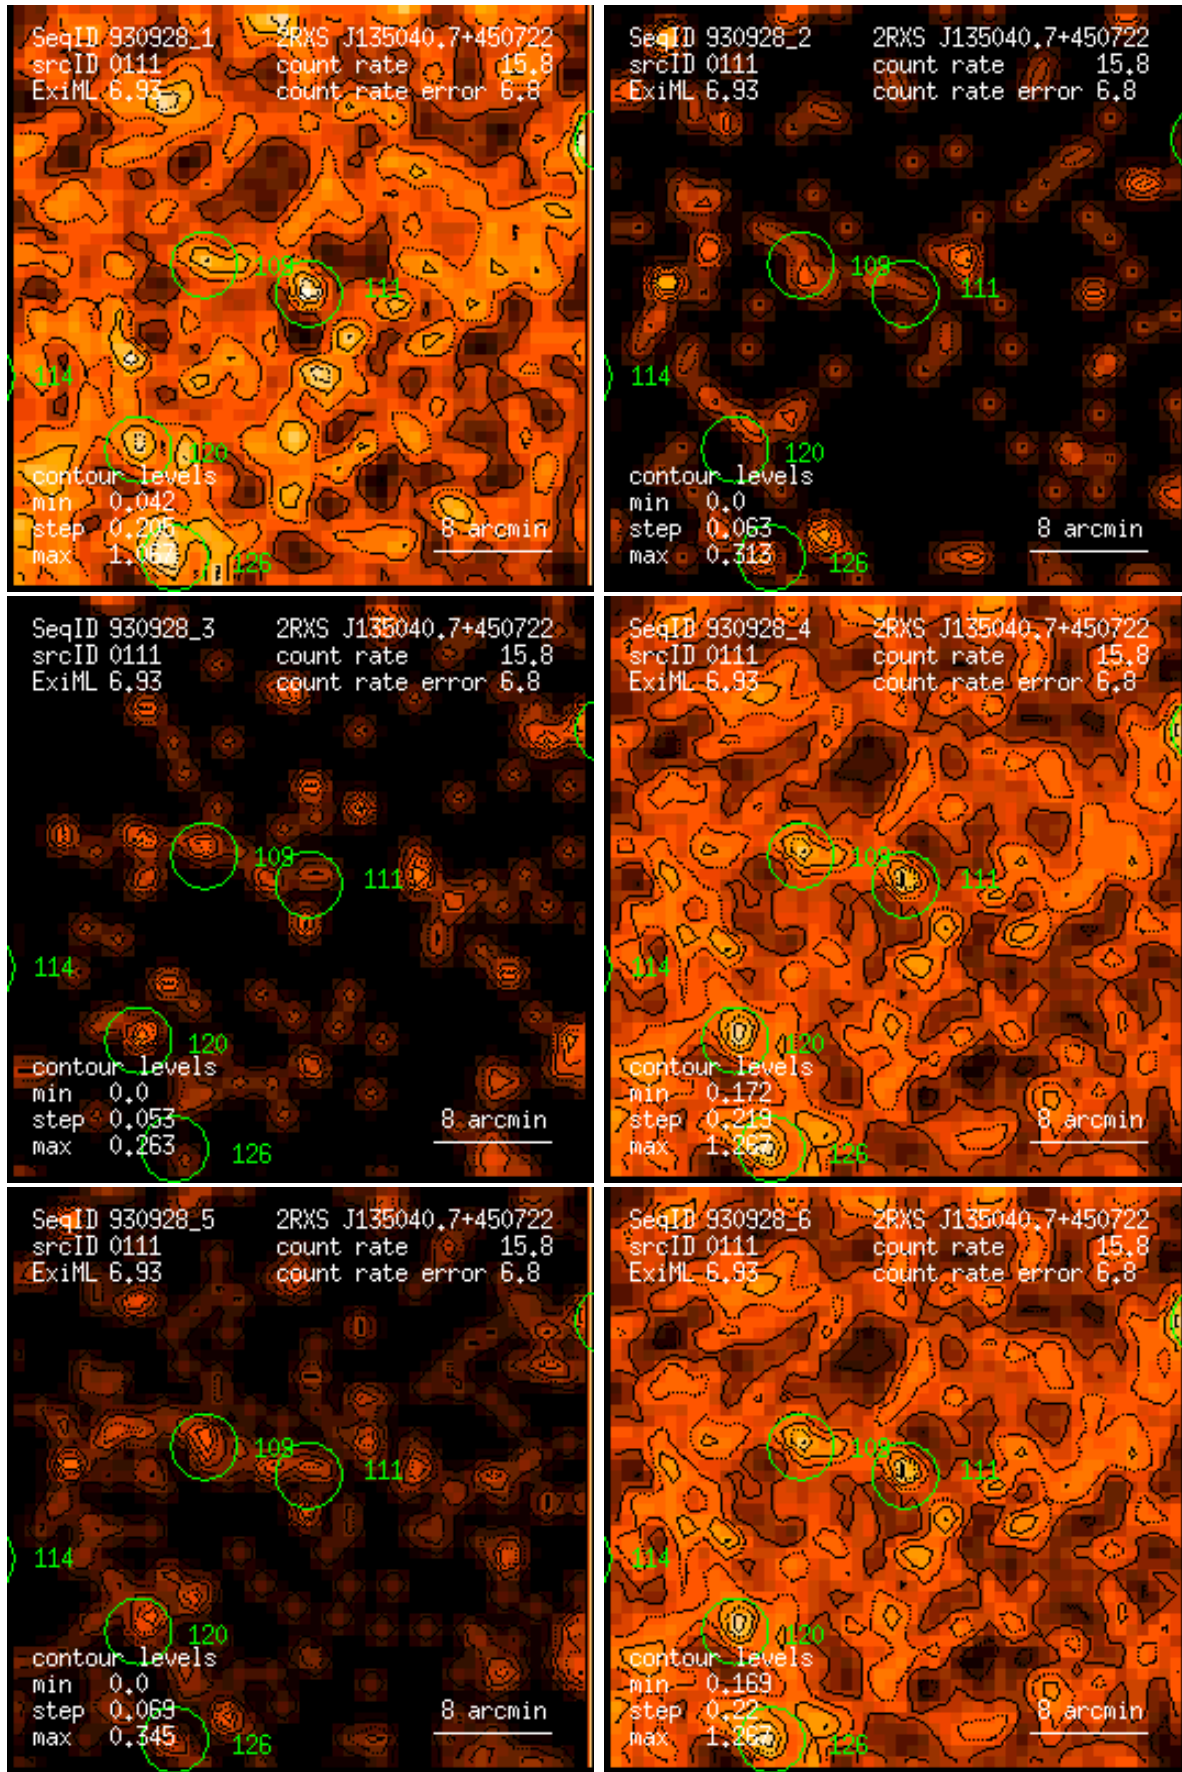 SeqID 930928_1 2RXS J135040.7+450722
srcID 0111 count rate 15.8
ExiML 6.93 count rate error 6.8
109
111
114
120
contour levels
min 0.042
step 0.205
max 1.067
8 arcmin
126
SeqID 930928_2 2RXS J135040.7+450722
srcID 0111 count rate 15.8
ExiML 6.93 count rate error 6.8
109
111
114
120
contour levels
min 0.0
step 0.063
max 0.313
8 arcmin
126
SeqID 930928_3 2RXS J135040.7+450722
srcID 0111 count rate 15.8
ExiML 6.93 count rate error 6.8
109
111
114
120
contour levels
min 0.0
step 0.053
max 0.263
8 arcmin
126
SeqID 930928_4 2RXS J135040.7+450722
srcID 0111 count rate 15.8
ExiML 6.93 count rate error 6.8
109
111
114
120
contour levels
min 0.172
step 0.219
max 1.267
8 arcmin
126
SeqID 930928_5 2RXS J135040.7+450722
srcID 0111 count rate 15.8
ExiML 6.93 count rate error 6.8
109
111
114
120
contour levels
min 0.0
step 0.069
max 0.345
8 arcmin
126
SeqID 930928_6 2RXS J135040.7+450722
srcID 0111 count rate 15.8
ExiML 6.93 count rate error 6.8
109
111
114
120
contour levels
min 0.169
step 0.22
max 1.267
8 arcmin
126